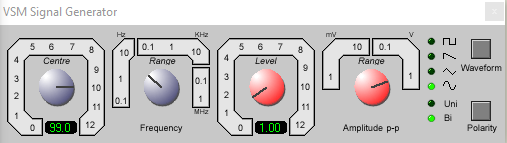 VSM Signal Generator
5 6 7 8
4 9
3 10
2 11
1 12
0
Centre
99.0
Hz KHz
10 0.1 1 10
1 0.1
0.1 1
MHz
Range
Frequency
5 6 7 8
4 9
3 10
2 11
1 12
0
Level
1.00
mV V
10 0.1
1 1
Range
Amplitude p-p
Waveform
Uni
Bi
Polarity